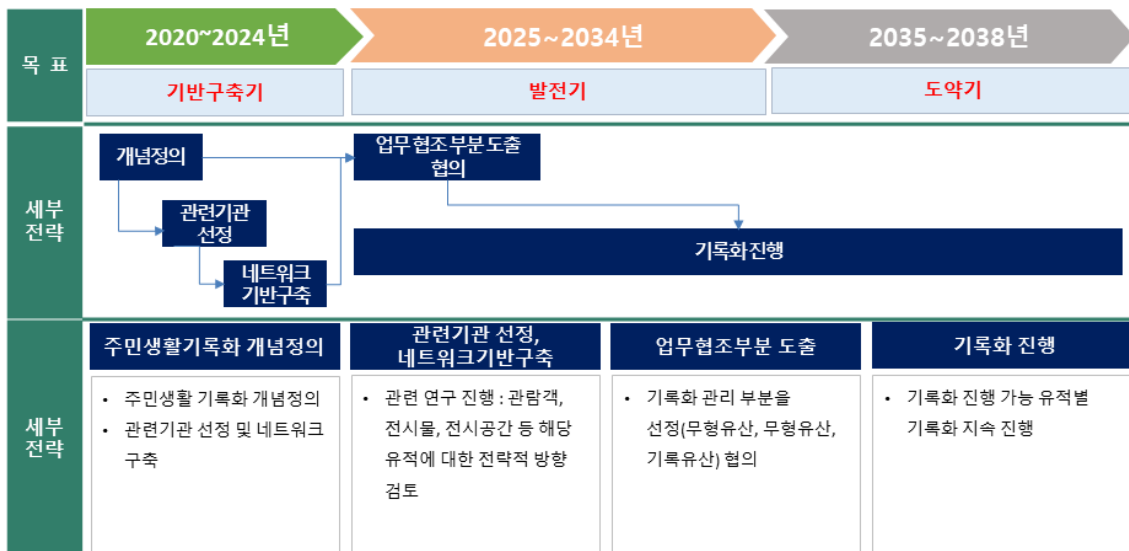 목 표
2020~2024년
2025~2034년
2035~2038년
기반구축기
발전기
도약기
세부
전략
개념정의
업무협조부분도출
협의
관련기관
선정
네트워크
기반구축
기록화진행
세부
전략
주민생활기록화 개념정의
관련기관 선정,
네트워크기반구축
업무협조부분 도출
기록화 진행
• 주민생활 기록화 개념정의
• 관련기관 선정 및 네트워크
구축
• 관련 연구 진행 : 관람객,
전시물, 전시공간 등 해당
유적에 대한 전략적 방향
검토
• 기록화 관리 부분을
선정(무형유산, 무형유산,
기록유산) 협의
• 기록화 진행 가능 유적별
기록화 지속 진행